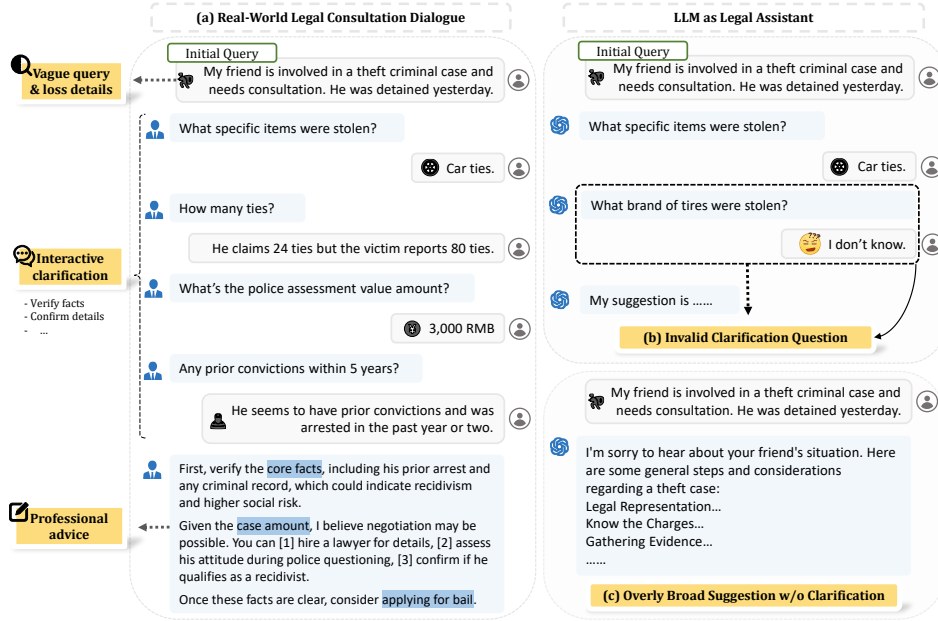 (a) Real-World Legal Consultation Dialogue
Initial Query
Vague query
& loss details
My friend is involved in a theft criminal case and
needs consultation. He was detained yesterday.
What specific items were stolen?
Car ties.
How many ties?
He claims 24 ties but the victim reports 80 ties.
Interactive
clarification
- Verify facts
- Confirm details
- ...
What's the police assessment value amount?
3,000 RMB
Any prior convictions within 5 years?
He seems to have prior convictions and was
arrested in the past year or two.
Professional
advice
First, verify the core facts, including his prior arrest and
any criminal record, which could indicate recidivism
and higher social risk.
Given the case amount, I believe negotiation may be
possible. You can [1] hire a lawyer for details, [2] assess
his attitude during police questioning, [3] confirm if he
qualifies as a recidivist.
Once these facts are clear, consider applying for bail.
LLM as Legal Assistant
Initial Query
My friend is involved in a theft criminal case and
needs consultation. He was detained yesterday.
What specific items were stolen?
Car ties.
What brand of tires were stolen?
I don't know.
My suggestion is ......
(b) Invalid Clarification Question
My friend is involved in a theft criminal case and
needs consultation. He was detained yesterday.
I'm sorry to hear about your friend's situation. Here
are some general steps and considerations
regarding a theft case:
Legal Representation...
Know the Charges...
Gathering Evidence...
......
(c) Overly Broad Suggestion w/o Clarification